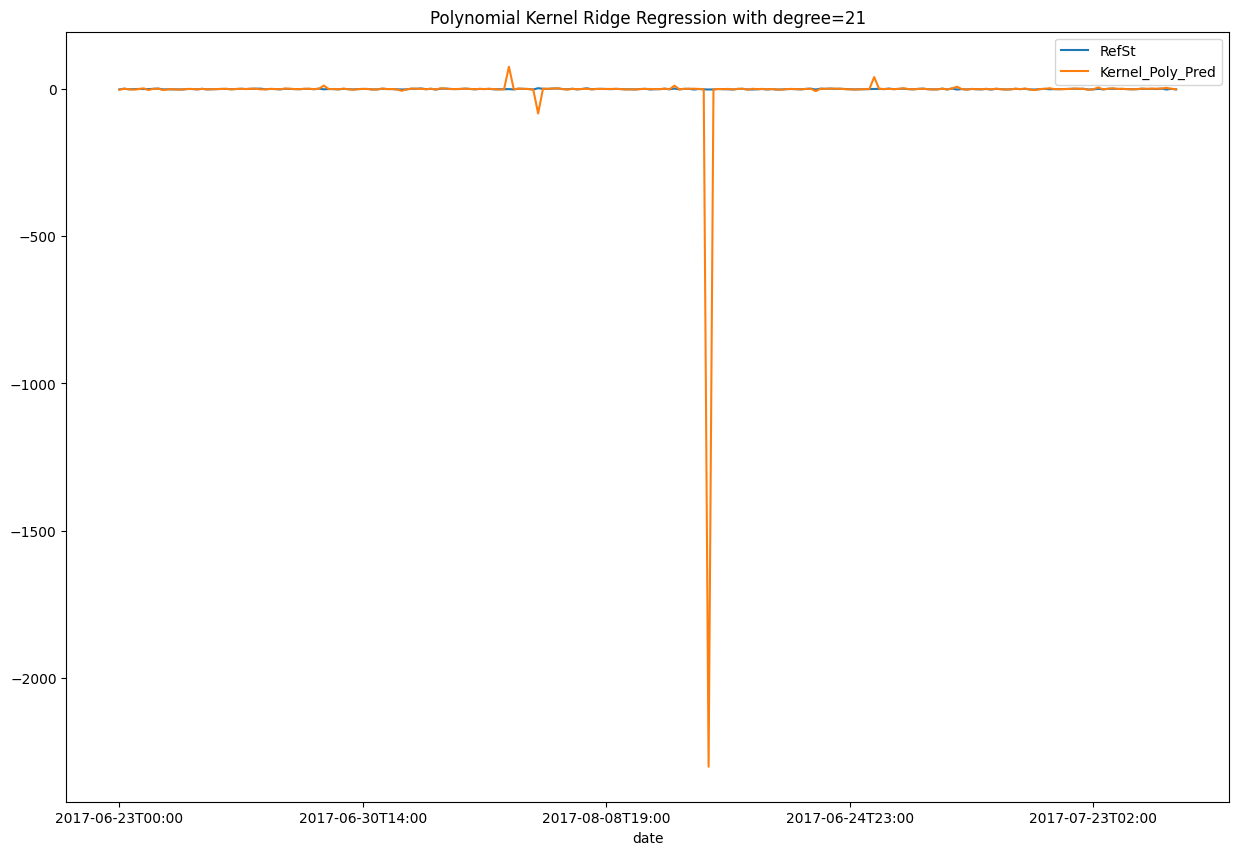 Polynomial Kernel Ridge Regression with degree=21
RefSt
Kernel_Poly_Pred
0
−500
−1000
−1500
−2000
2017-06-23T00:00 2017-06-30T14:00 2017-08-08T19:00 2017-06-24T23:00 2017-07-23T02:00
date